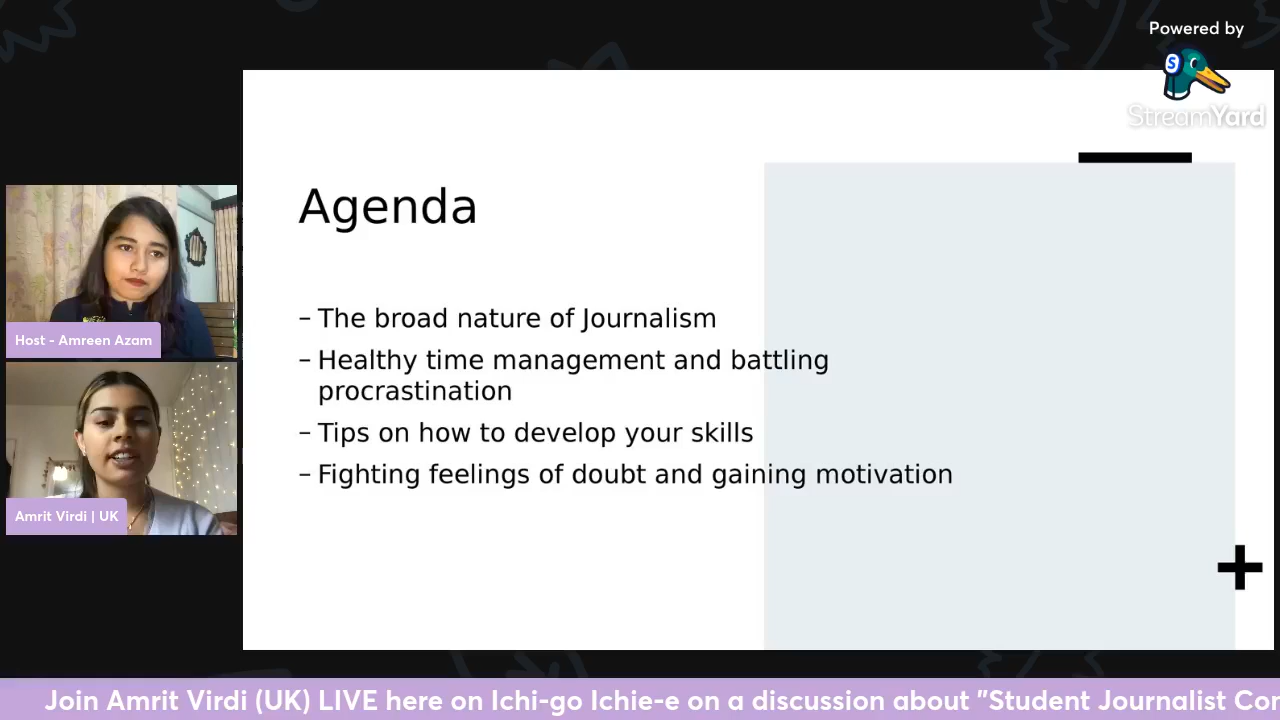 Powered by
S
StreamYard
Agenda
– The broad nature of Journalism
– Healthy time management and battling
procrastination
– Tips on how to develop your skills
– Fighting feelings of doubt and gaining motivation
Host - Amreen Azam
Amrit Virdi | UK
Join Amrit Virdi (UK) LIVE here on Ichi-go Ichie-e on a discussion about "Student Journalist